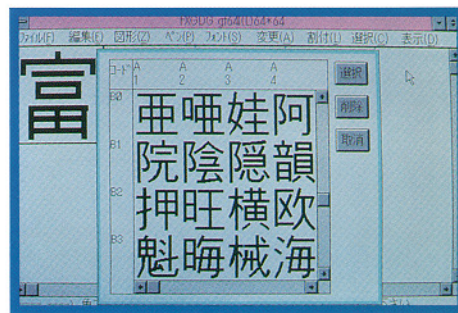 FXGDG gt64(L)64*64
ファイル(F) 編集(E) 図形(Z) ペン(P) フォント(S) 変更(A) 割付(L) 選択(C) 表示(D)
富
コード A A A A
1 2 3 4
選択
削除
取消
B0 亜 唖 娃 阿
B1 院 陰 隠 韻
B2 押 旺 横 欧
B3 魁 晦 械 海